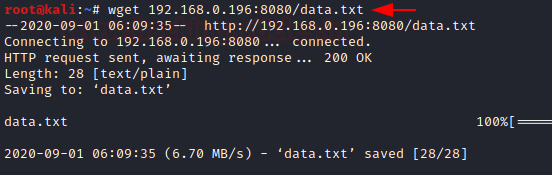 root@kali:~# wget 192.168.0.196:8080/data.txt
--2020-09-01 06:09:35-- http://192.168.0.196:8080/data.txt
Connecting to 192.168.0.196:8080... connected.
HTTP request sent, awaiting response... 200 OK
Length: 28 [text/plain]
Saving to: ‘data.txt’
data.txt 100%[=====
2020-09-01 06:09:35 (6.70 MB/s) - ‘data.txt’ saved [28/28]